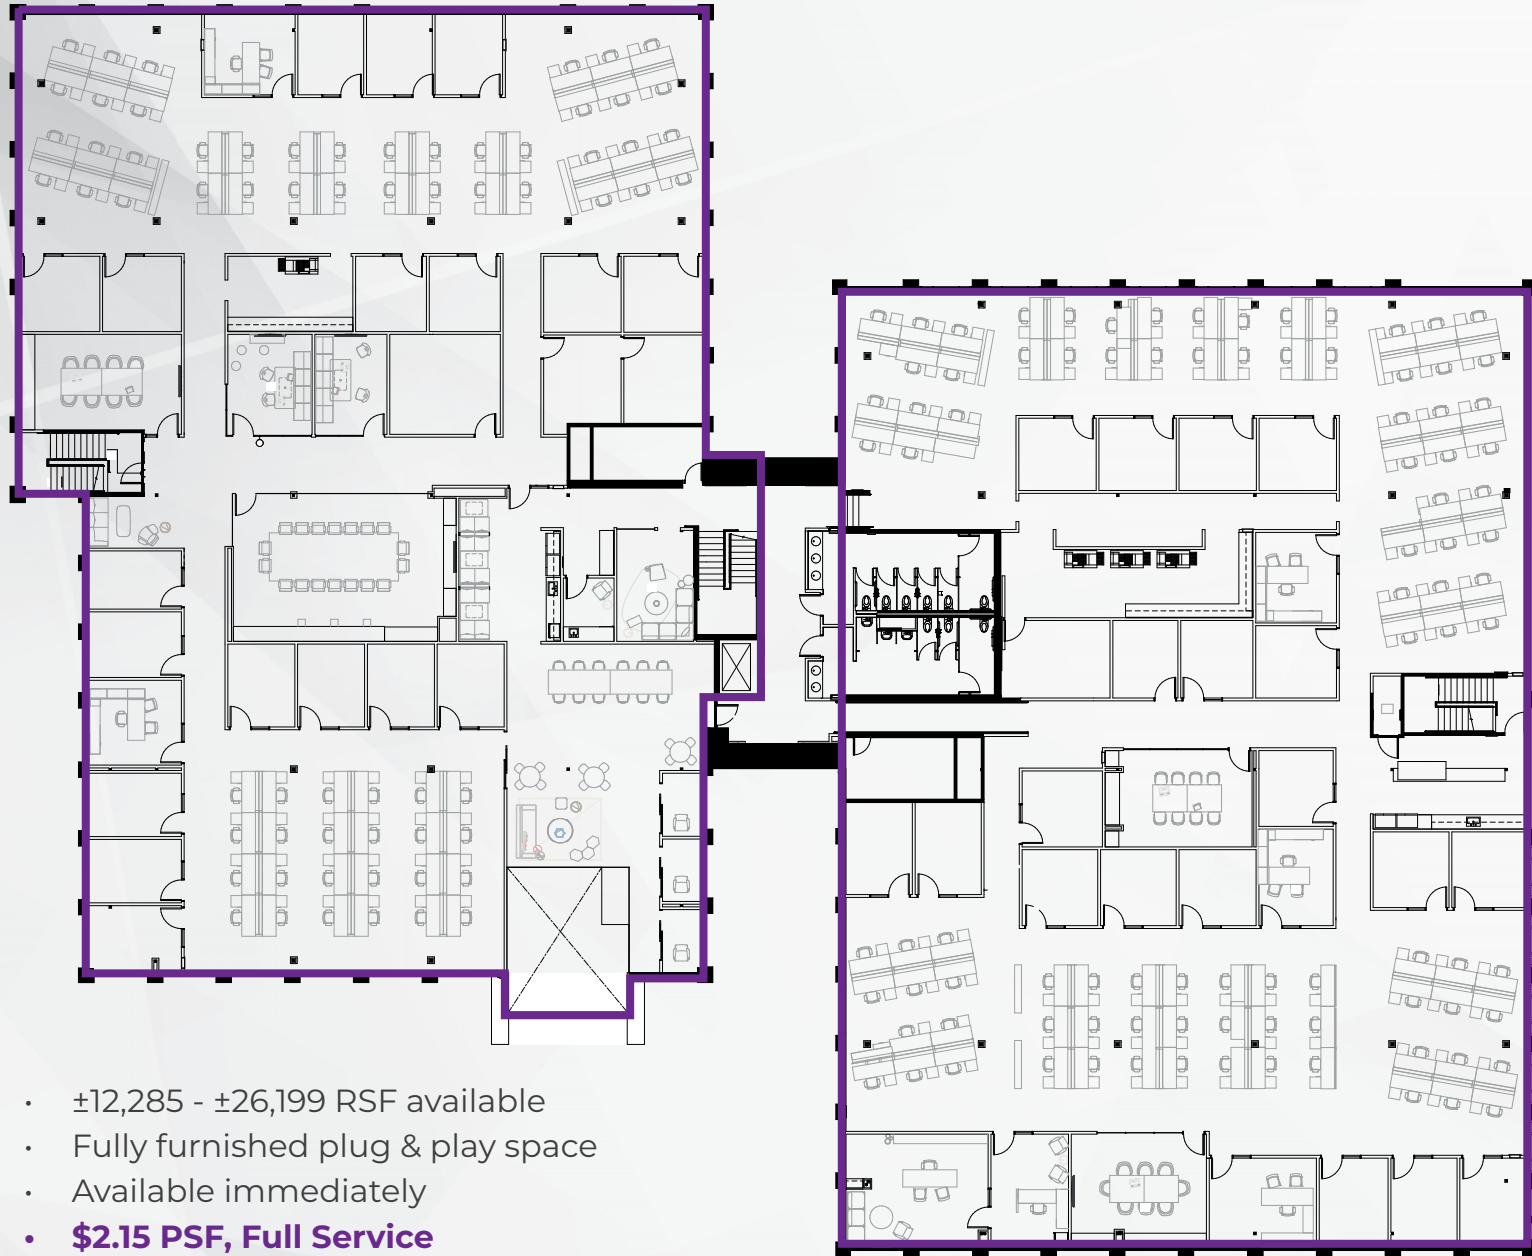 • ±12,285 - ±26,199 RSF available
• Fully furnished plug & play space
• Available immediately
• $2.15 PSF, Full Service